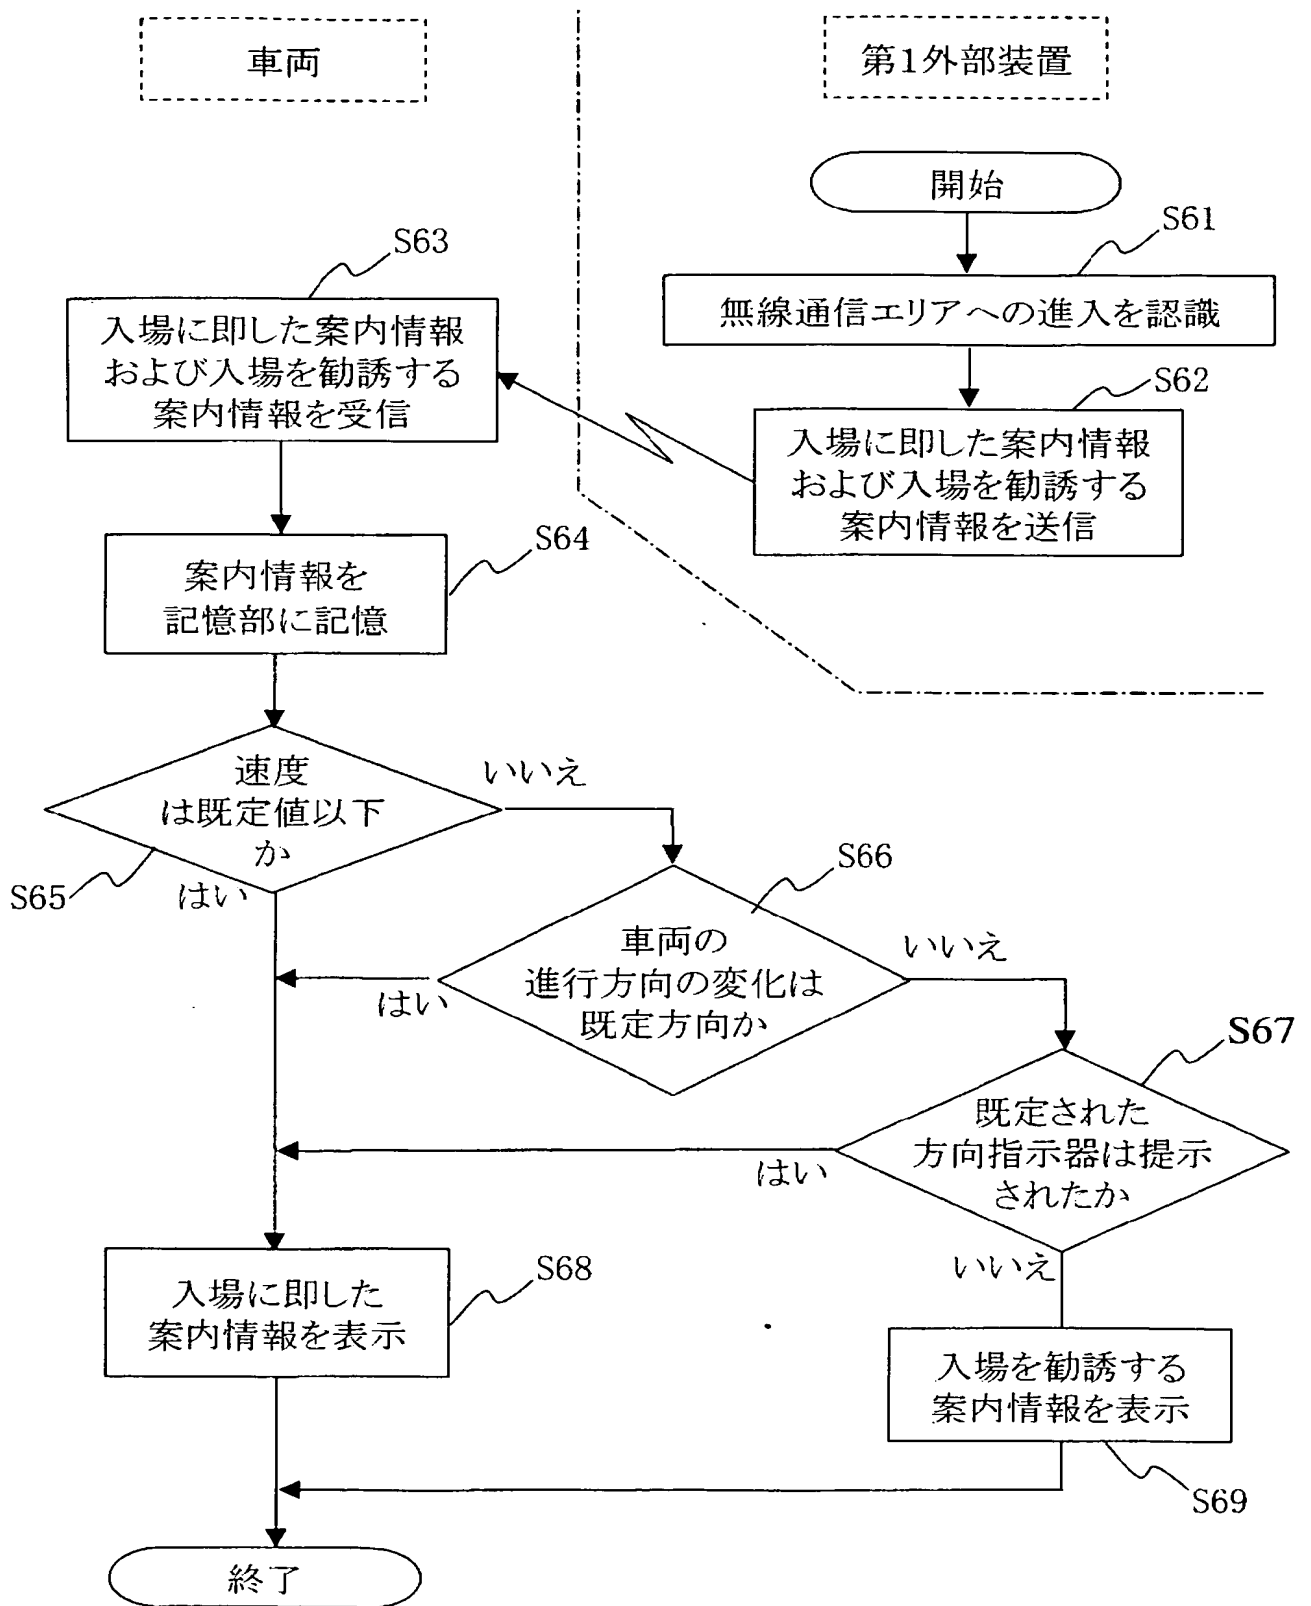 車両
第1外部装置
開始
S61
無線通信エリアへの進入を認識
S62
入場に即した案内情報
および入場を勧誘する
案内情報を送信
S63
入場に即した案内情報
および入場を勧誘する
案内情報を受信
S64
案内情報を
記憶部に記憶
速度
は既定値以下
か
いいえ
S65
はい
S66
車両の
進行方向の変化は
既定方向か
いいえ
はい
S67
既定された
方向指示器は提示
されたか
はい
いいえ
S68
入場に即した
案内情報を表示
入場を勧誘する
案内情報を表示
S69
終了